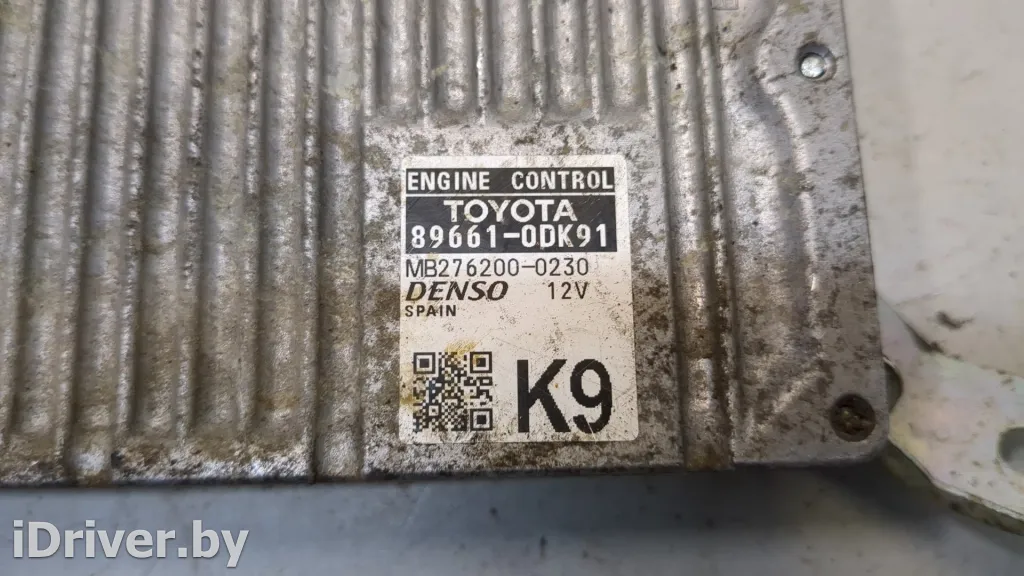 ENGINE CONTROL
TOYOTA
89661-0DK91
MB276200-0230
DENSO 12V
SPAIN
K9
iDriver.by